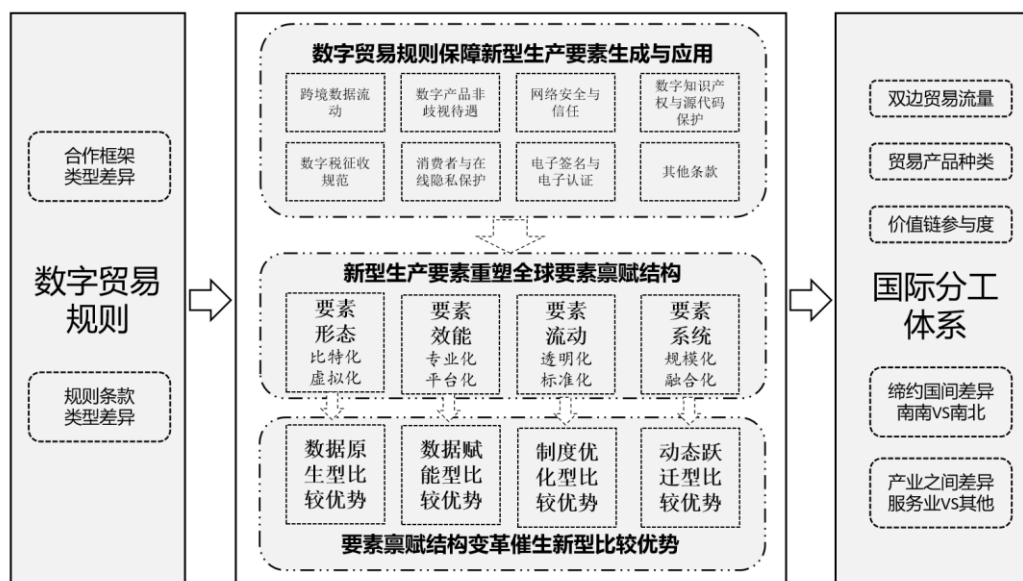 合作框架
类型差异
数字贸易
规则
规则条款
类型差异
数字贸易规则保障新型生产要素生成与应用
跨境数据流
动
数字产品非
歧视待遇
网络安全与
信任
数字知识产
权与源代码
保护
数字税征收
规范
消费者与在
线隐私保护
电子签名与
电子认证
其他条款
新型生产要素重塑全球要素禀赋结构
要素
形态
比特化
虚拟化
要素
效能
专业化
平台化
要素
流动
透明化
标准化
要素
系统
规模化
融合化
数据原
生型比
较优势
数据赋
能型比
较优势
制度优
化型比
较优势
动态跃
迁型比
较优势
要素禀赋结构变革催生新型比较优势
双边贸易流量
贸易产品种类
价值链参与度
国际分工
体系
缔约国间差异
南南VS南北
产业之间差异
服务业VS其他